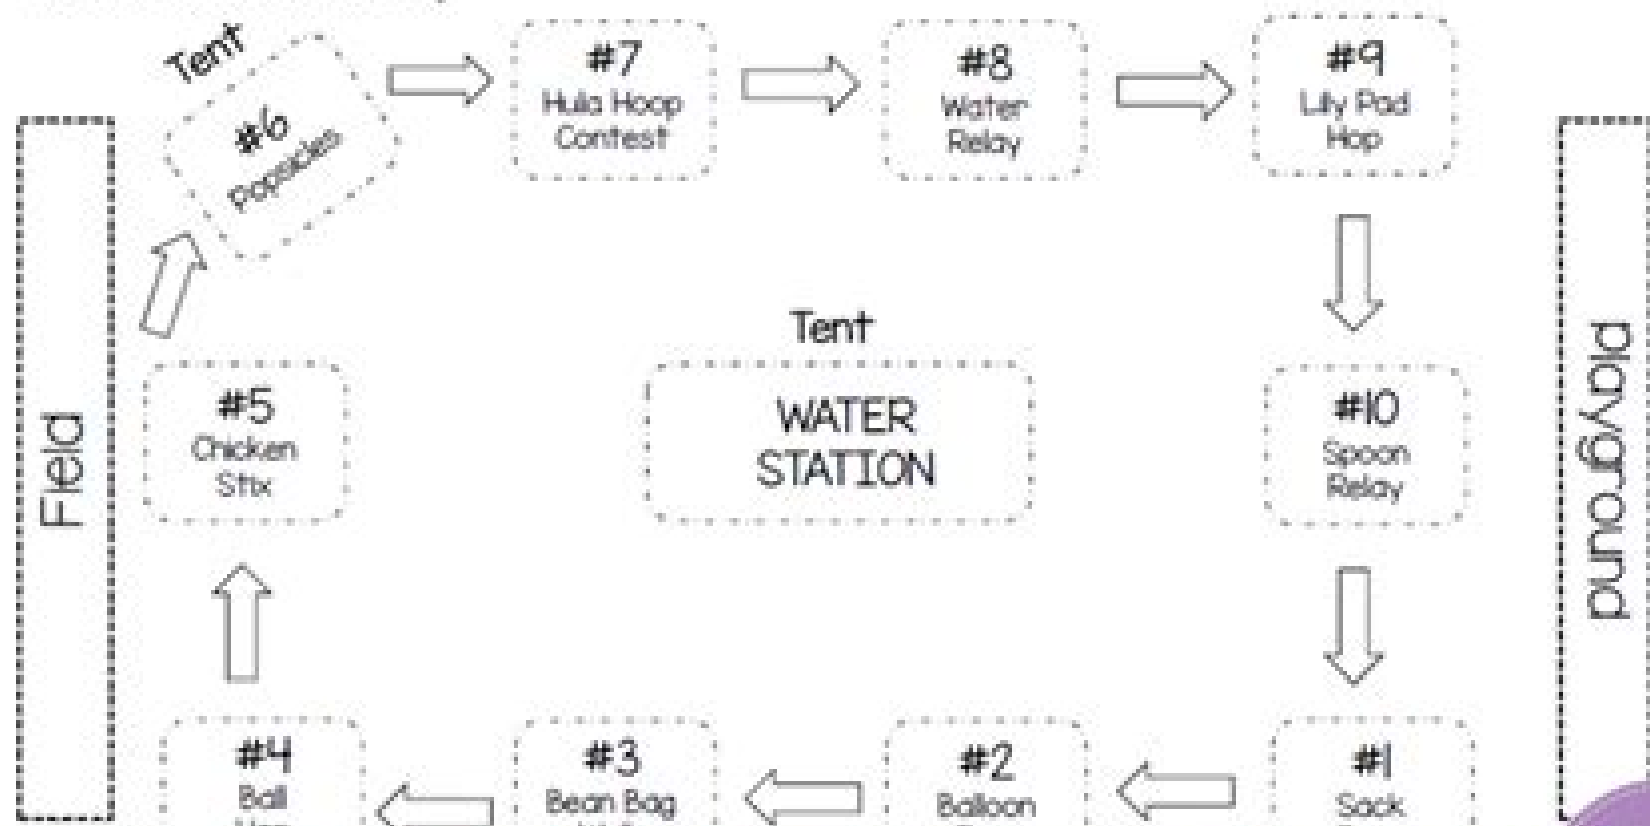 Tent
#6
Popsicles
#7
Hula Hoop
Contest
#8
Water
Relay
#9
Lily Pad
Hop
Field
#5
Chicken
Stix
Tent
WATER
STATION
#10
Spoon
Relay
playground
#4
Ball
#3
Bean Bag
#2
Balloon
#1
Sack